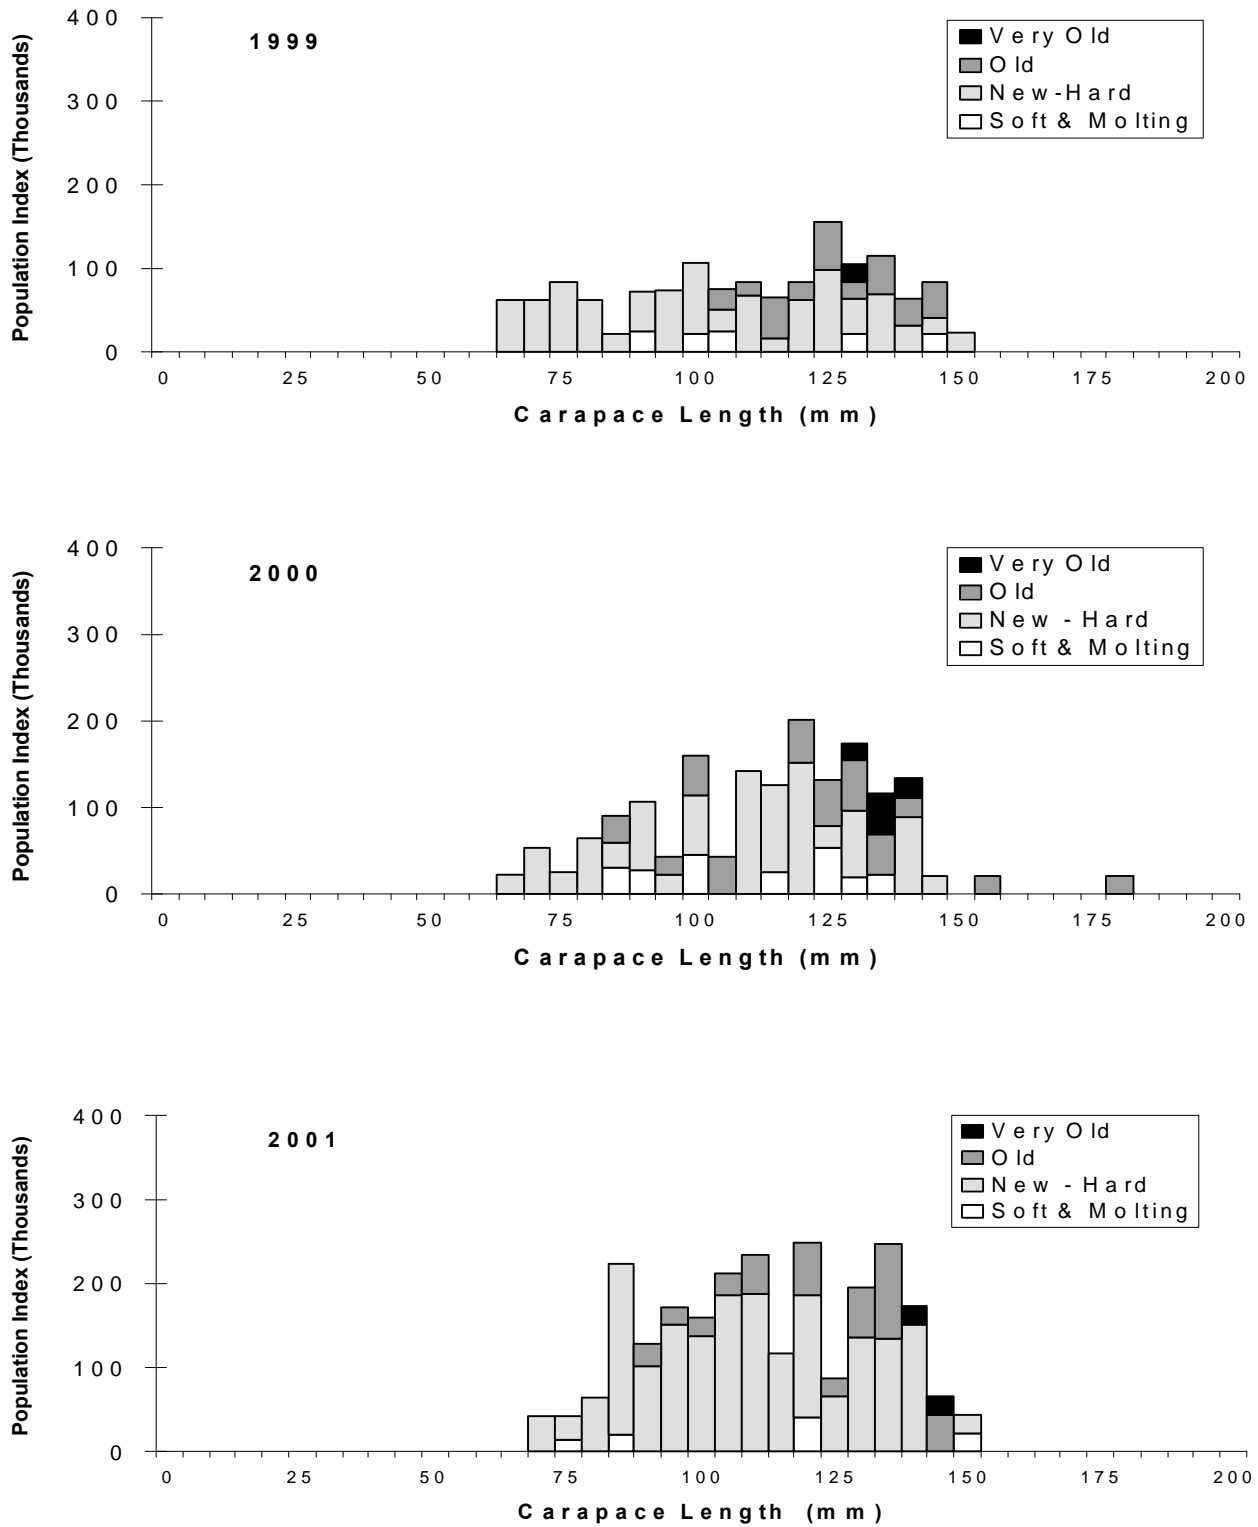 1999
Population Index (Thousands)
400
300
200
100
0
Very Old
Old
New-Hard
Soft & Molting
0 25 50 75 100 125 150 175 200
Carapace Length (mm)
2000
Population Index (Thousands)
400
300
200
100
0
Very Old
Old
New - Hard
Soft & Molting
0 25 50 75 100 125 150 175 200
Carapace Length (mm)
2001
Population Index (Thousands)
400
300
200
100
0
Very Old
Old
New - Hard
Soft & Molting
0 25 50 75 100 125 150 175 200
Carapace Length (mm)